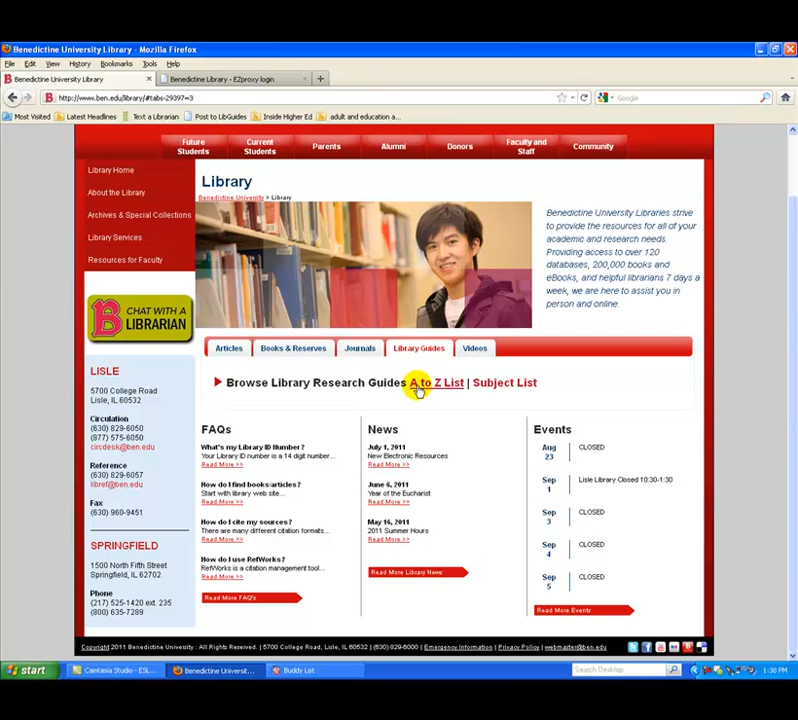 Benedictine University Library - Mozilla Firefox
File Edit View History Bookmarks Tools Help
Benedictine University Library
Benedictine Library - EZproxy login
http://www.ben.edu/library/#tabs-29397=3
Google
Most Visited Latest Headlines Text a Librarian Post to LibGuides Inside Higher Ed adult and education a...
Future Students
Current Students
Parents
Alumni
Donors
Faculty and Staff
Community
Library Home
About the Library
Archives & Special Collections
Library Services
Resources for Faculty
CHAT WITH A
LIBRARIAN
LISLE
5700 College Road
Lisle, IL 60532
Circulation
(630) 829-6050
(877) 575-6050
circdesk@ben.edu
Reference
(630) 829-6057
libref@ben.edu
Fax
(630) 960-9451
SPRINGFIELD
1500 North Fifth Street
Springfield, IL 62702
Phone
(217) 525-1420 ext. 235
(800) 635-7289
Library
Benedictine University > Library
Benedictine University Libraries strive
to provide the resources for all of your
academic and research needs.
Providing access to over 120
databases, 200,000 books and
eBooks, and helpful librarians 7 days a
week, we are here to assist you in
person and online.
Articles
Books & Reserves
Journals
Library Guides
Videos
Browse Library Research Guides A to Z List | Subject List
FAQs
What's my Library ID Number?
Your Library ID number is a 14 digit number...
Read More >>
How do I find books/articles?
Start with library web site...
Read More >>
How do I cite my sources?
There are many different citation formats...
Read More >>
How do I use RefWorks?
RefWorks is a citation management tool...
Read More >>
Read More FAQ's
News
July 1, 2011
New Electronic Resources
Read More >>
June 6, 2011
Year of the Eucharist
Read More >>
May 16, 2011
2011 Summer Hours
Read More >>
Read More Library News
Events
Aug 23 CLOSED
Sep 1 Lisle Library Closed 10:30-1:30
Sep 3 CLOSED
Sep 4 CLOSED
Sep 5 CLOSED
Read More Events
Copyright 2011 Benedictine University : All Rights Reserved. | 5700 College Road, Lisle, IL, 60532 | (630) 829-6000 | Emergency Information | Privacy Policy | webmaster@ben.edu
start
Camtasia Studio - ESL...
Benedictine Universit...
Buddy List
Search Desktop
1:38 PM